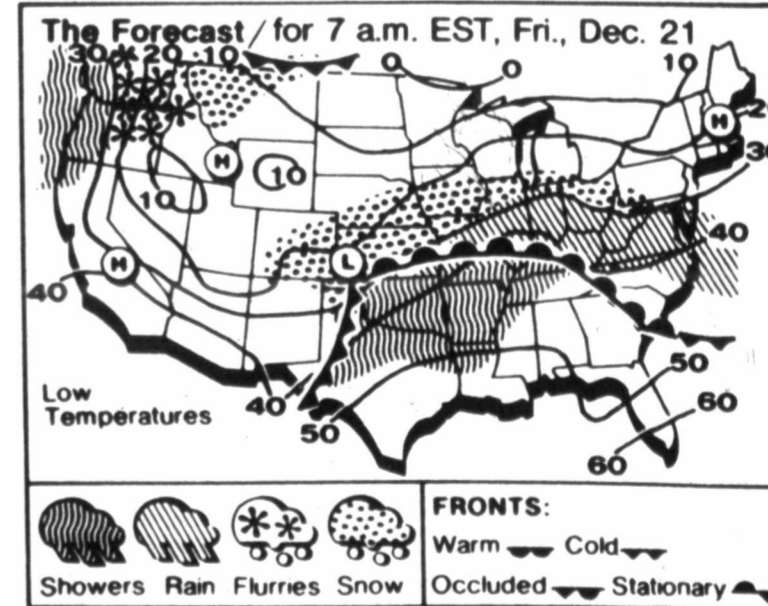 The Forecast / for 7 a.m. EST, Fri., Dec. 21
30 20 10 0 0 10
H
30
H
10
10
40
H
L
40
50
40
60
50
60
Low
Temperatures
FRONTS:
Warm Cold
Showers Rain Flurries Snow
Occluded Stationary